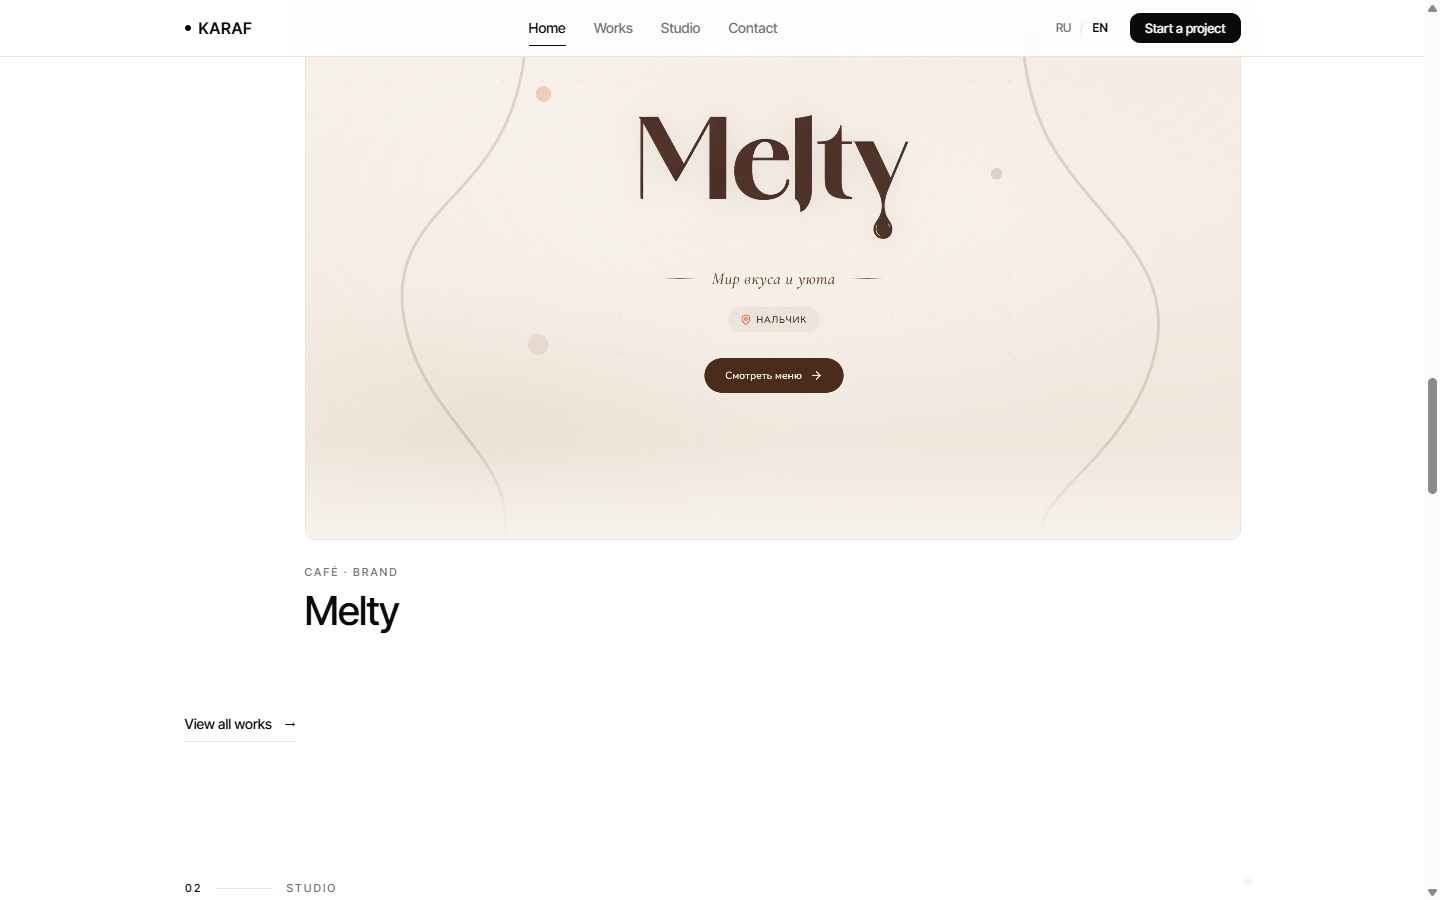 KARAF
Home Works Studio Contact
RU / EN
Start a project
Melty
Мир вкуса и уюта
НАЛЬЧИК
Смотреть меню →
CAFÉ · BRAND
Melty
View all works →
02 STUDIO